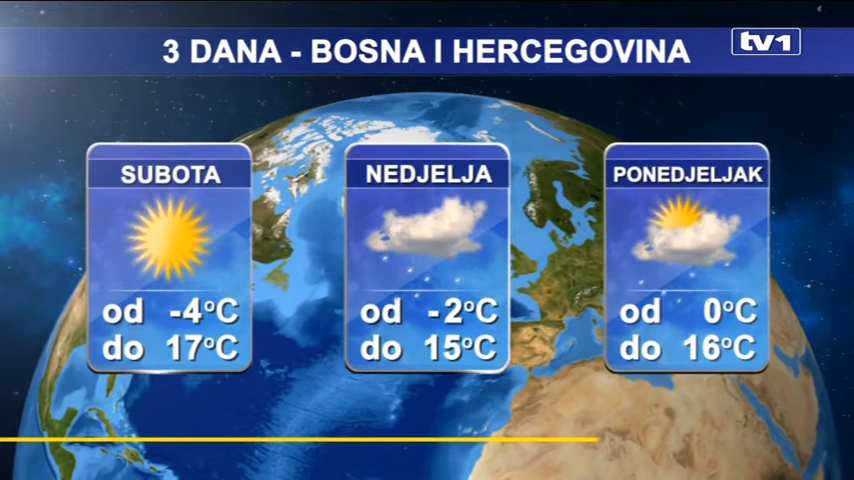 3 DANA - BOSNA I HERCEGOVINA
tv1
SUBOTA
od -4°C
do 17°C
NEDJELJA
od -2°C
do 15°C
PONEDJELJAK
od 0°C
do 16°C